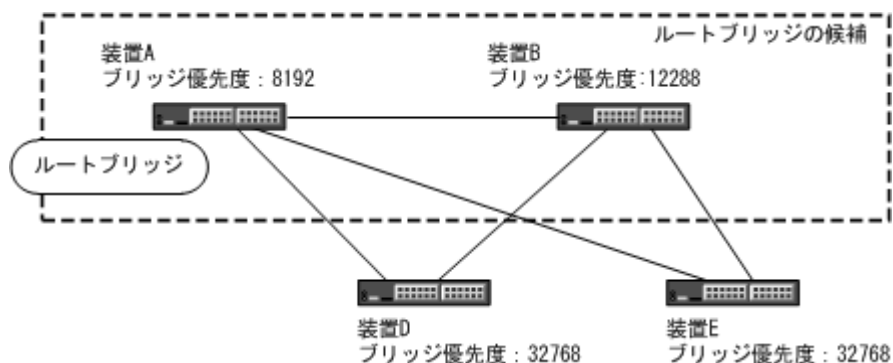 ルートブリッジの候補
装置A
ブリッジ優先度：8192
装置B
ブリッジ優先度:12288
ルートブリッジ
装置D
ブリッジ優先度：32768
装置E
ブリッジ優先度：32768